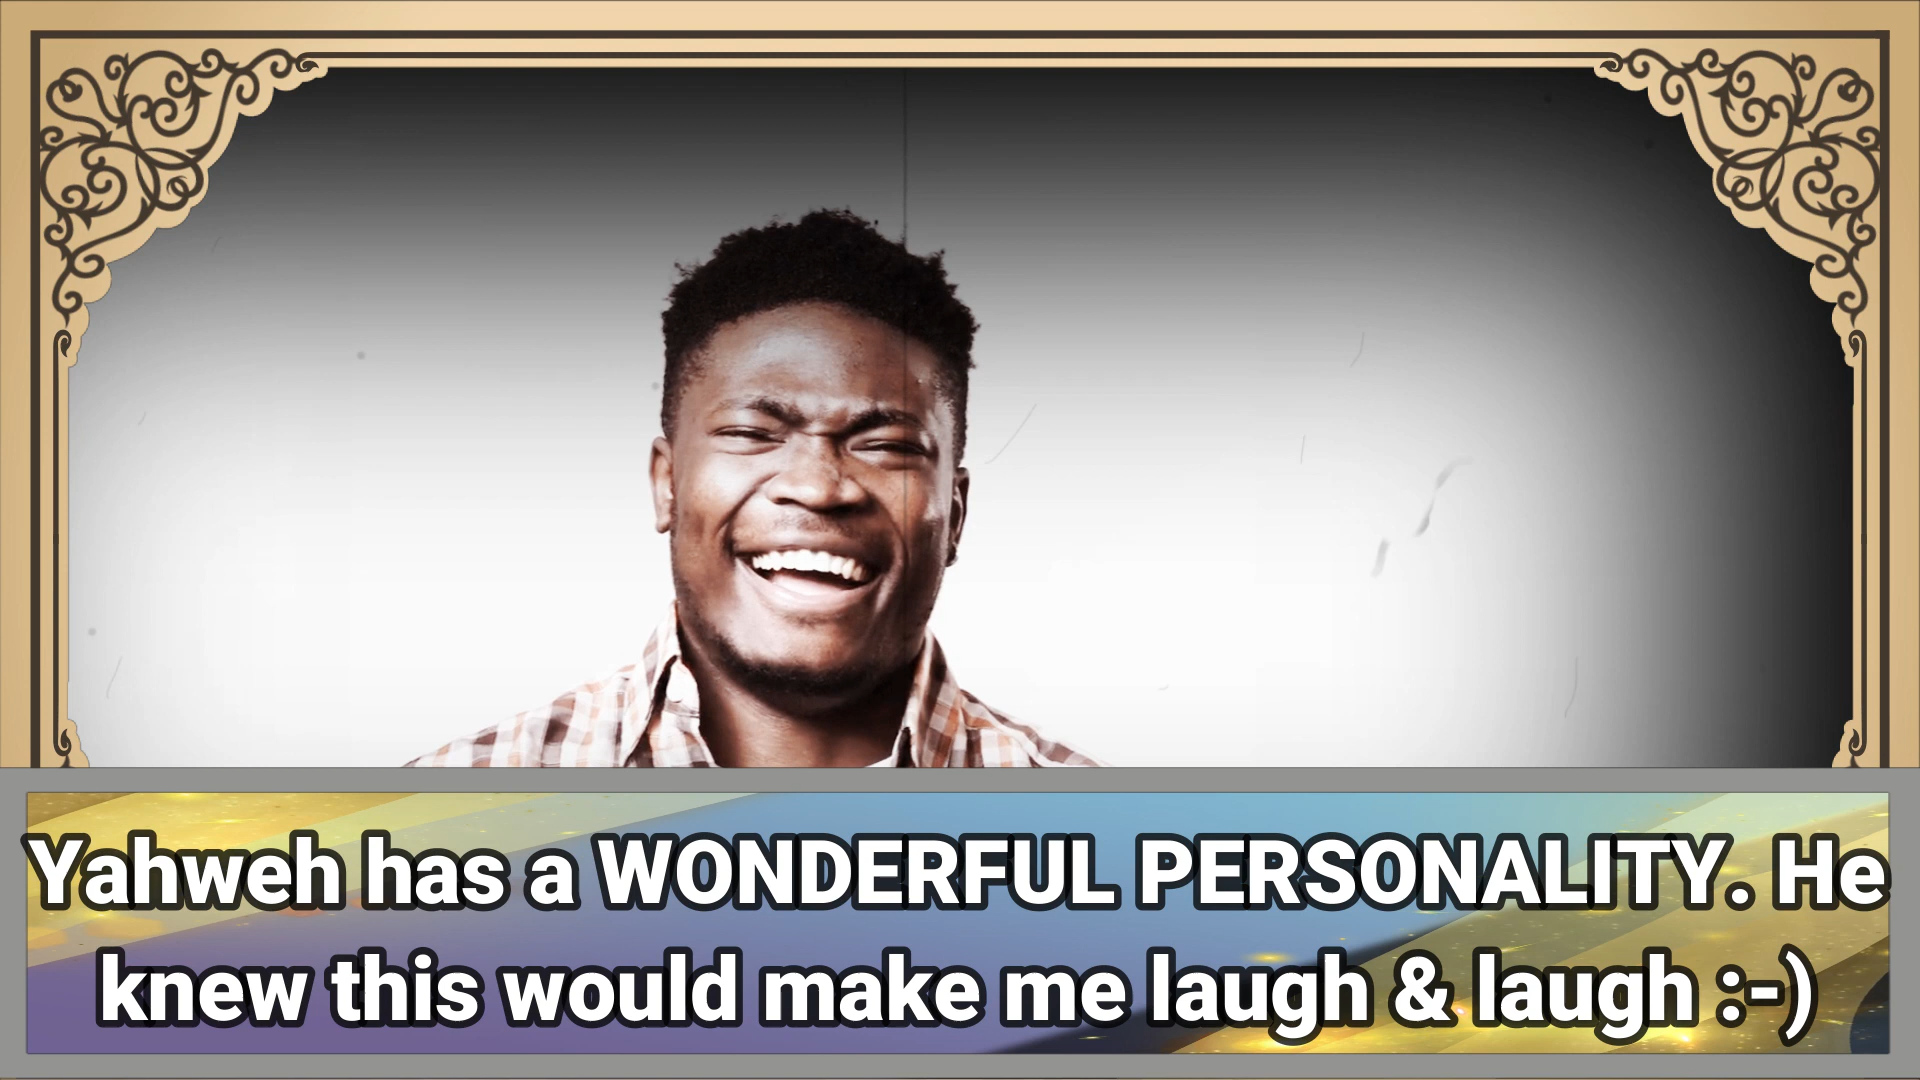 Yahweh has a WONDERFUL PERSONALITY. He
knew this would make me laugh & laugh :-)